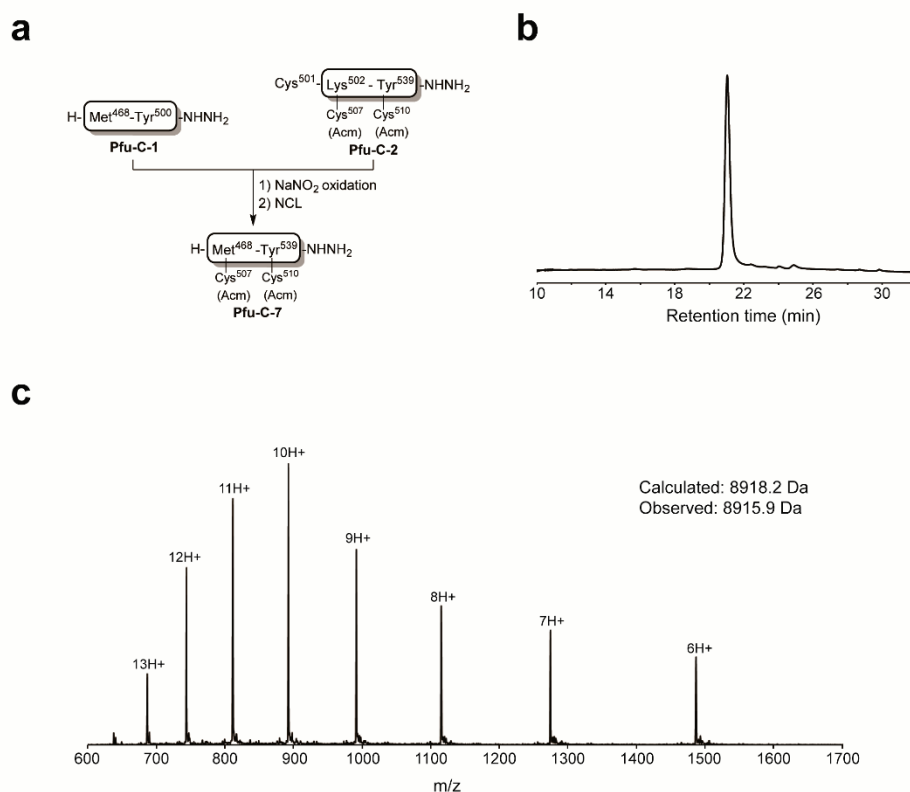 a
H- Met⁴⁶⁸-Tyr⁵⁰⁰ -NHNH₂
Pfu-C-1
Cys⁵⁰¹- Lys⁵⁰² - Tyr⁵³⁹ -NHNH₂
Cys⁵⁰⁷ Cys⁵¹⁰
(Acm) (Acm)
Pfu-C-2
1) NaNO₂ oxidation
2) NCL
H- Met⁴⁶⁸ -Tyr⁵³⁹ -NHNH₂
Cys⁵⁰⁷ Cys⁵¹⁰
(Acm) (Acm)
Pfu-C-7
b
10 14 18 22 26 30
Retention time (min)
c
13H+ 12H+ 11H+ 10H+ 9H+ 8H+ 7H+ 6H+
Calculated: 8918.2 Da
Observed: 8915.9 Da
600 700 800 900 1000 1100 1200 1300 1400 1500 1600 1700
m/z